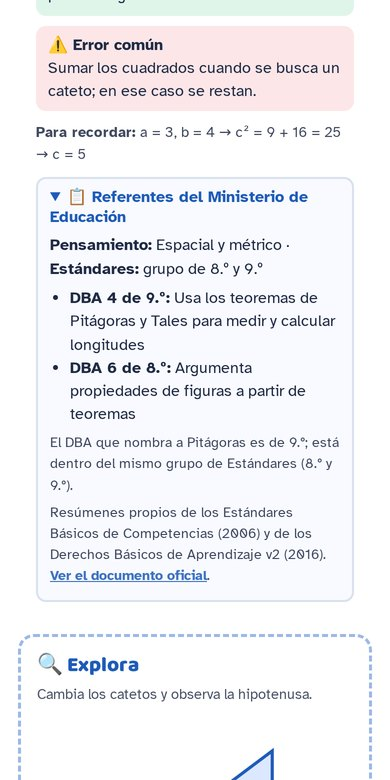 ⚠️ Error común
Sumar los cuadrados cuando se busca un
cateto; en ese caso se restan.
Para recordar: a = 3, b = 4 → c² = 9 + 16 = 25
→ c = 5
▼ 📋 Referentes del Ministerio de
Educación
Pensamiento: Espacial y métrico ·
Estándares: grupo de 8.° y 9.°
• DBA 4 de 9.°: Usa los teoremas de
Pitágoras y Tales para medir y calcular
longitudes
• DBA 6 de 8.°: Argumenta
propiedades de figuras a partir de
teoremas
El DBA que nombra a Pitágoras es de 9.°; está
dentro del mismo grupo de Estándares (8.° y
9.°).
Resúmenes propios de los Estándares
Básicos de Competencias (2006) y de los
Derechos Básicos de Aprendizaje v2 (2016).
Ver el documento oficial.
🔍 Explora
Cambia los catetos y observa la hipotenusa.